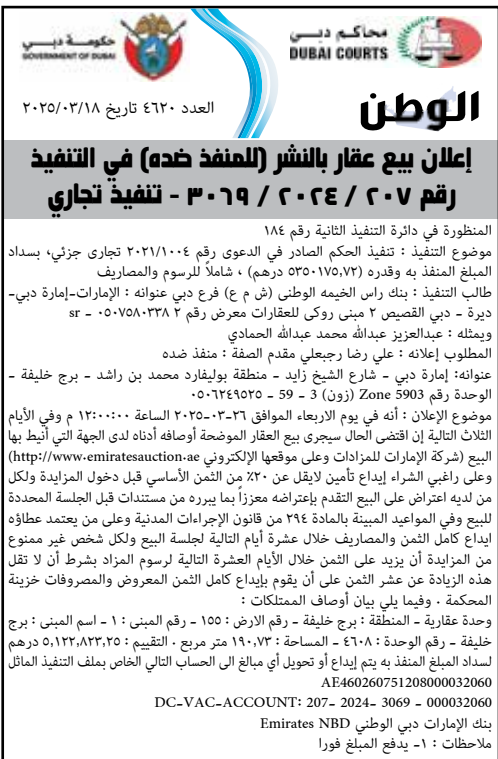 حكومة دبي
GOVERNMENT OF DUBAI
محاكم دبي
DUBAI COURTS
الوطن
العدد ٤٦٢٠ تاريخ ٢٠٢٥/٠٣/١٨
إعلان بيع عقار بالنشر (للمنفذ ضده) في التنفيذ
رقم ٢٠٧ / ٢٠٢٤ / ٣٠٦٩ - تنفيذ تجاري
المنظورة في دائرة التنفيذ الثانية رقم ١٨٤
موضوع التنفيذ : تنفيذ الحكم الصادر في الدعوى رقم ٢٠٢١/١٠٠٤ تجارى جزئي، بسداد
المبلغ المنفذ به وقدره (٥٣٥٠١٧٥,٧٢ درهم) ، شاملاً للرسوم والمصاريف
طالب التنفيذ : بنك راس الخيمه الوطنى (ش م ع) فرع دبي عنوانه : الإمارات-إمارة دبي-
ديرة - دبي القصيص ٢ مبنى روكى للعقارات معرض رقم ٢ ٠٥٠٧٥٨٠٣٣٨ - sr
ويمثله : عبدالعزيز عبدالله محمد عبدالله الحمادي
المطلوب إعلانه : علي رضا رجبعلي مقدم الصفة : منفذ ضده
عنوانه: إمارة دبي - شارع الشيخ زايد - منطقة بوليفارد محمد بن راشد - برج خليفة -
الوحدة رقم Zone 5903 (زون) 3 - 59 - ٠٥٠٦٢٤٩٥٢٥
موضوع الإعلان : أنه في يوم الاربعاء الموافق ٢٦-٠٣-٢٠٢٥ الساعة ١٢:٠٠:٠٠ م وفي الأيام
الثلاث التالية إن اقتضى الحال سيجرى بيع العقار الموضحة أوصافه أدناه لدى الجهة التي أنيط بها
البيع (شركة الإمارات للمزادات وعلى موقعها الإلكتروني http://www.emiratesauction.ae)
وعلى راغبي الشراء إيداع تأمين لايقل عن ٢٠٪ من الثمن الأساسي قبل دخول المزايدة ولكل
من لديه اعتراض على البيع التقدم بإعتراضه معززاً بما يبرره من مستندات قبل الجلسة المحددة
للبيع وفي المواعيد المبينة بالمادة ٢٩٤ من قانون الإجراءات المدنية وعلى من يعتمد عطاؤه
ايداع كامل الثمن والمصاريف خلال عشرة أيام التالية لجلسة البيع ولكل شخص غير ممنوع
من المزايدة أن يزيد على الثمن خلال الأيام العشرة التالية لرسوم المزاد بشرط أن لا تقل
هذه الزيادة عن عشر الثمن على أن يقوم بإيداع كامل الثمن المعروض والمصروفات خزينة
المحكمة . وفيما يلي بيان أوصاف الممتلكات :
وحدة عقارية - المنطقة : برج خليفة - رقم الارض : ١٥٥ - رقم المبنى : ١ - اسم المبنى : برج
خليفة - رقم الوحدة : ٤٦٠٨ - المساحة : ١٩٠,٧٣ متر مربع . التقييم : ٥,١٢٢,٨٢٣,٢٥ درهم
لسداد المبلغ المنفذ به يتم إيداع أو تحويل أي مبالغ الى الحساب التالي الخاص بملف التنفيذ الماثل
AE460260751208000032060
DC-VAC-ACCOUNT: 207- 2024- 3069 - 000032060
بنك الإمارات دبي الوطني Emirates NBD
ملاحظات : ١- يدفع المبلغ فورا